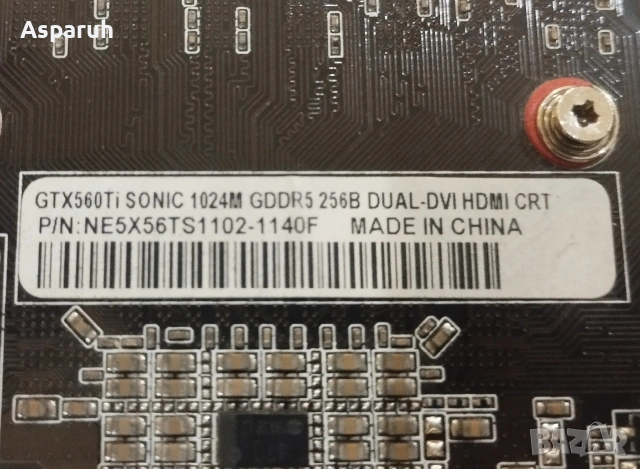 Asparuh
GTX560Ti SONIC 1024M GDDR5 256B DUAL-DVI HDMI CRT
P/N:NE5X56TS1102-1140F MADE IN CHINA